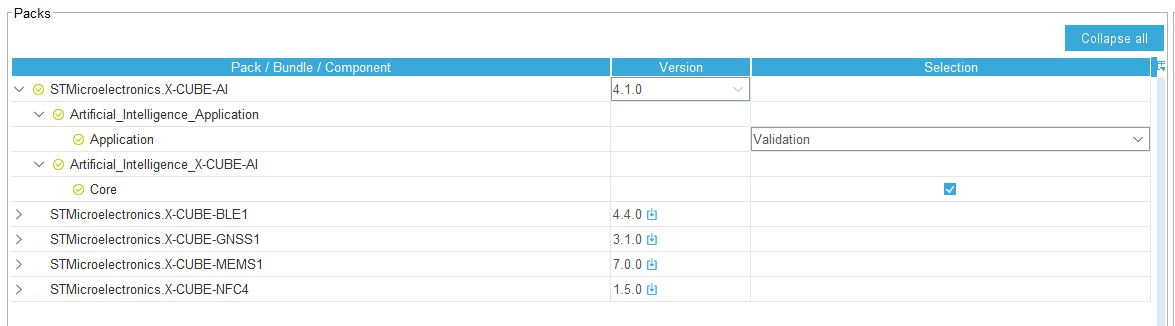 Packs
Collapse all
Pack / Bundle / Component Version Selection
STMicroelectronics.X-CUBE-AI 4.1.0
Artificial_Intelligence_Application
Application Validation
Artificial_Intelligence_X-CUBE-AI
Core
STMicroelectronics.X-CUBE-BLE1 4.4.0
STMicroelectronics.X-CUBE-GNSS1 3.1.0
STMicroelectronics.X-CUBE-MEMS1 7.0.0
STMicroelectronics.X-CUBE-NFC4 1.5.0